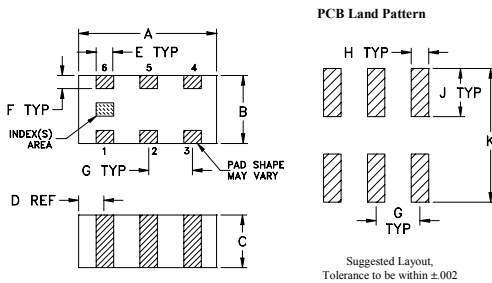 PCB Land Pattern
A
E TYP
6 5 4
F TYP
B
INDEX(S)
AREA
1 2 3
G TYP
PAD SHAPE
MAY VARY
D REF
C
H TYP
J TYP
K
G
TYP
Suggested Layout,
Tolerance to be within ±.002